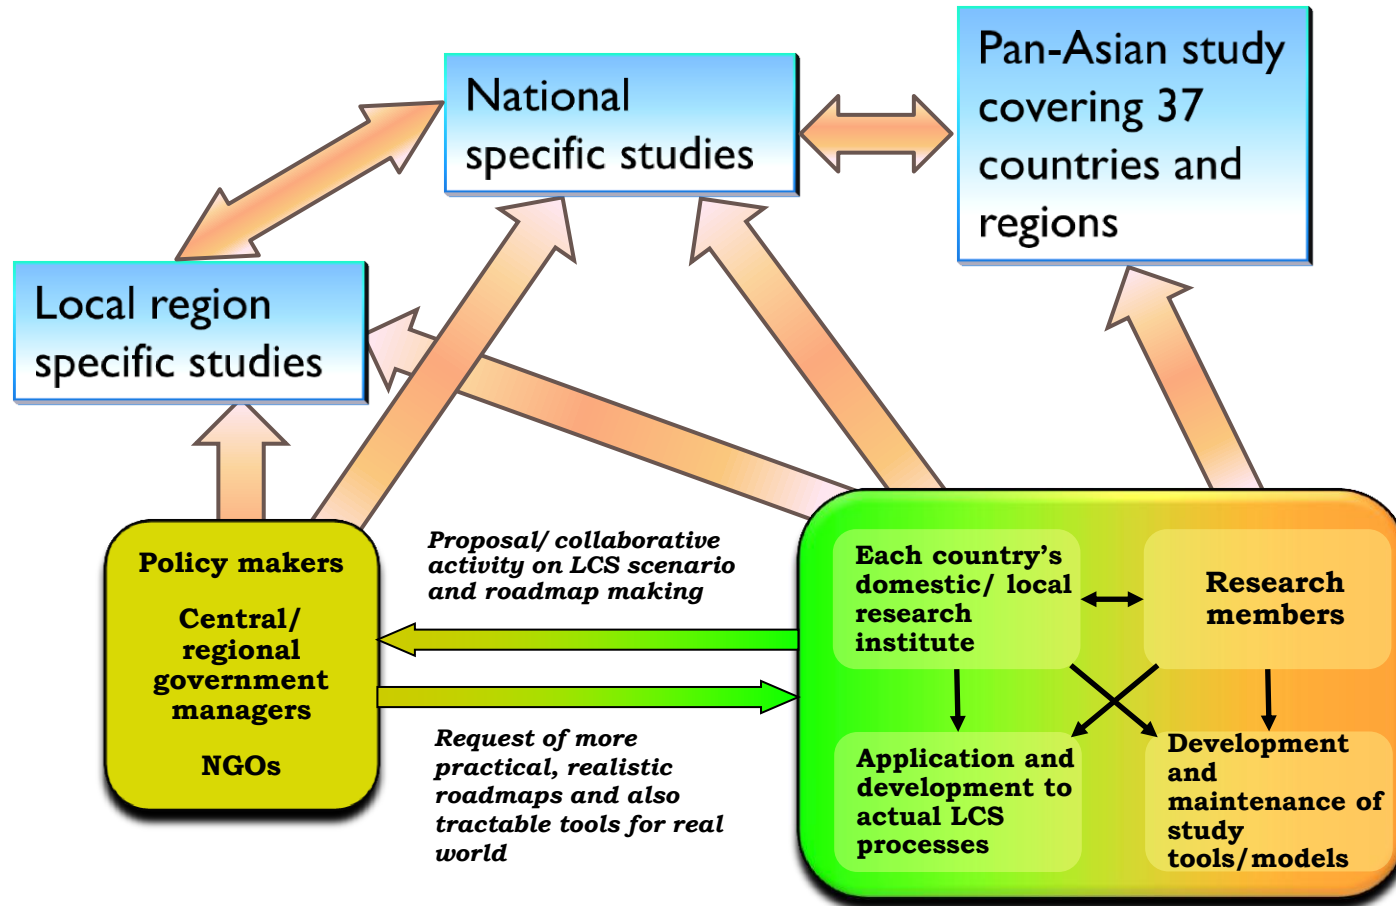 National
specific studies
Pan-Asian study
covering 37
countries and
regions
Local region
specific studies
Policy makers
Central/
regional
government
managers
NGOs
Proposal/ collaborative
activity on LCS scenario
and roadmap making
Request of more
practical, realistic
roadmaps and also
tractable tools for real
world
Each country’s
domestic/ local
research
institute
Research
members
Application and
development to
actual LCS
processes
Development
and
maintenance of
study
tools/models